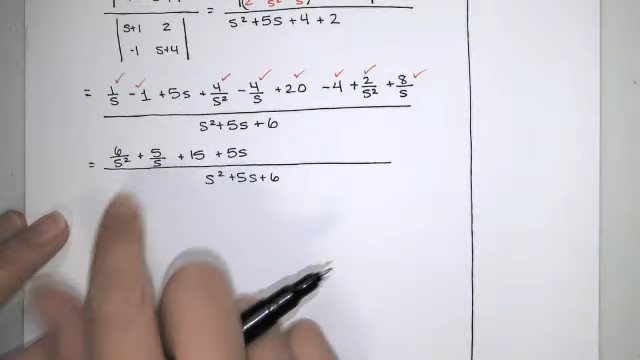 | s+1 2 |
| -1 s+4 | = s² + 5s + 4 + 2
= 1/s - 1 + 5s + 4/s² - 4/s + 20 - 4 + 2/s² + 8/s
s² + 5s + 6
= 6/s² + 5/s + 15 + 5s
s² + 5s + 6